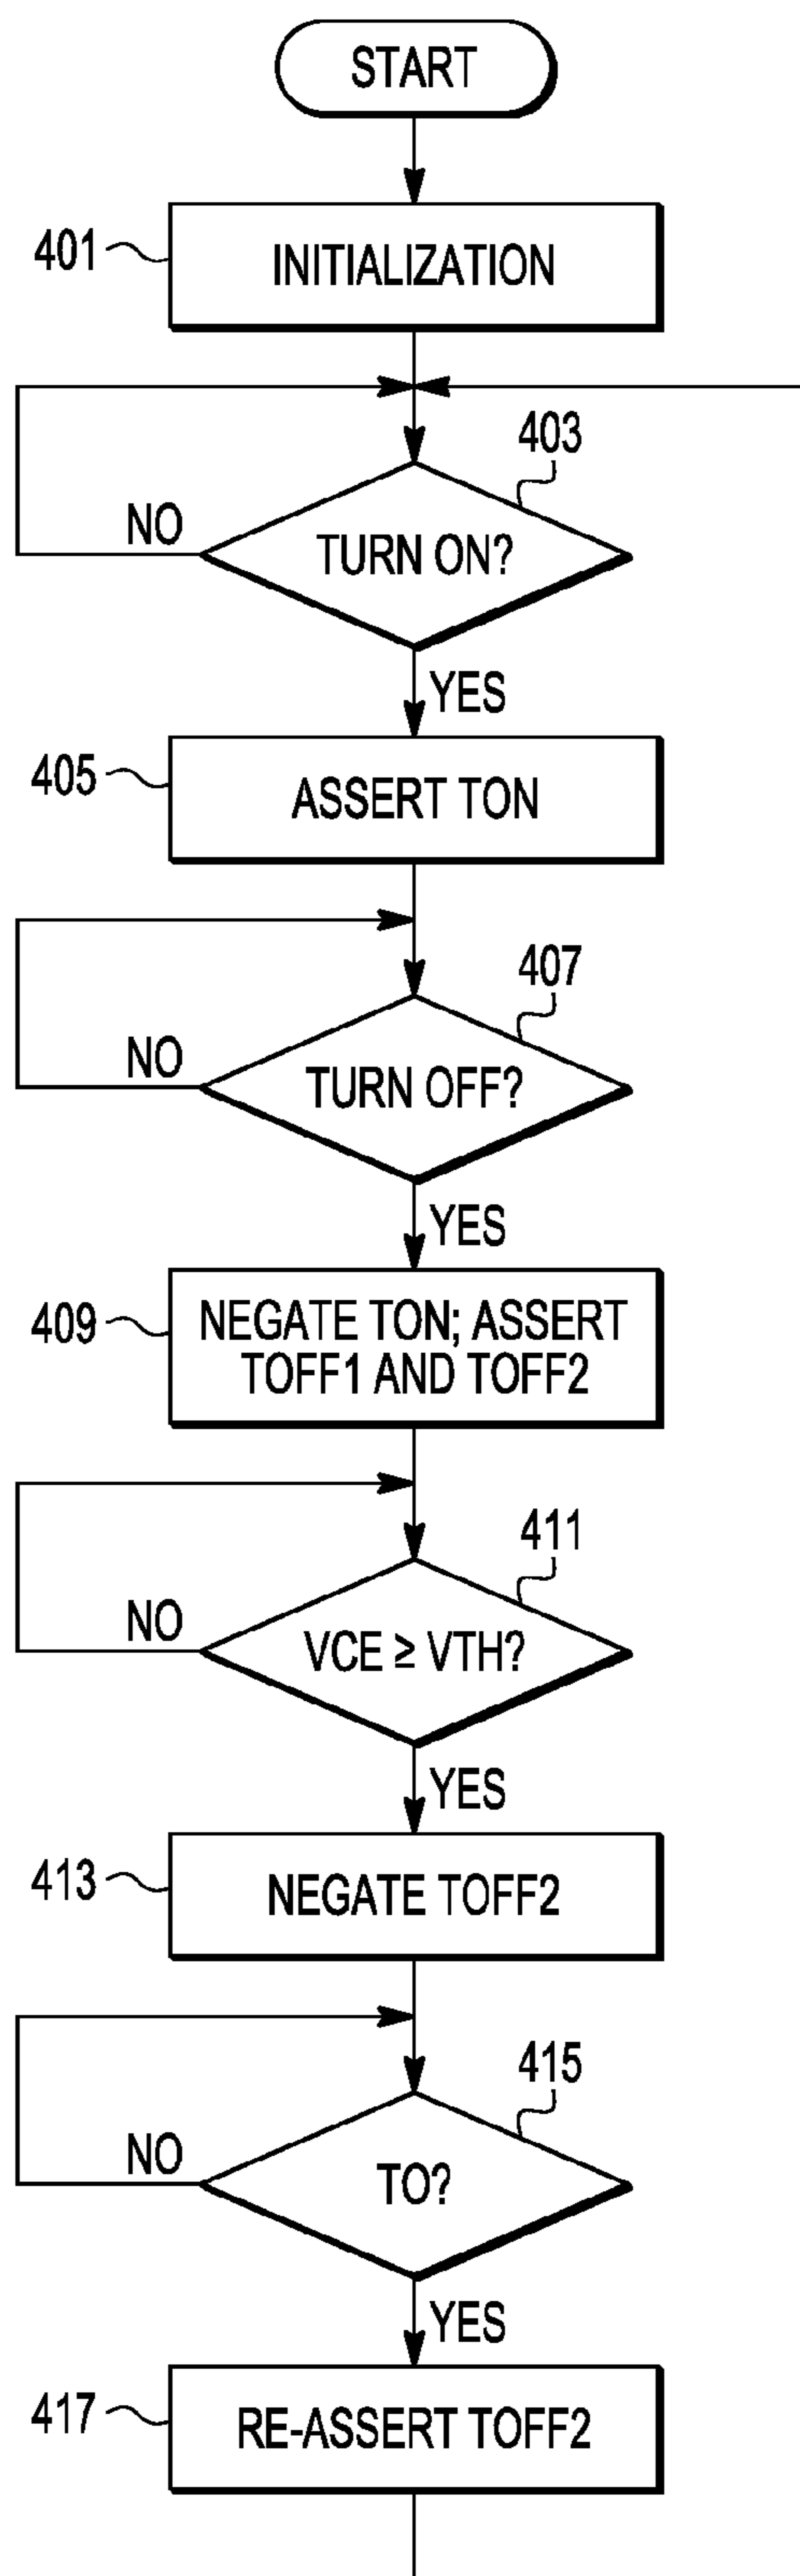 START
401
INITIALIZATION
403
TURN ON?
NO
YES
405
ASSERT TON
407
TURN OFF?
NO
YES
409
NEGATE TON; ASSERT
TOFF1 AND TOFF2
411
VCE ≥ VTH?
NO
YES
413
NEGATE TOFF2
415
TO?
NO
YES
417
RE-ASSERT TOFF2